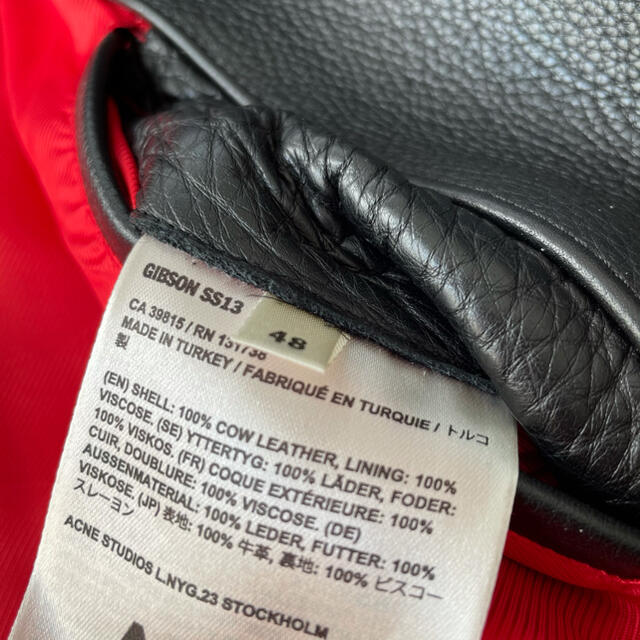 GIBSON SS13
48
CA 39815 / RN 131738
MADE IN TURKEY / FABRIQUÉ EN TURQUIE / トルコ
製
(EN) SHELL: 100% COW LEATHER, LINING: 100%
VISCOSE. (SE) YTTERTYG: 100% LÄDER, FODER:
100% VISKOS. (FR) COQUE EXTÉRIEURE: 100%
CUIR, DOUBLURE: 100% VISCOSE. (DE)
AUSSENMATERIAL: 100% LEDER, FUTTER: 100%
VISKOSE. (JP) 表地: 100% 牛革, 裏地: 100% ビスコー
スレーヨン
ACNE STUDIOS L.NYG.23 STOCKHOLM